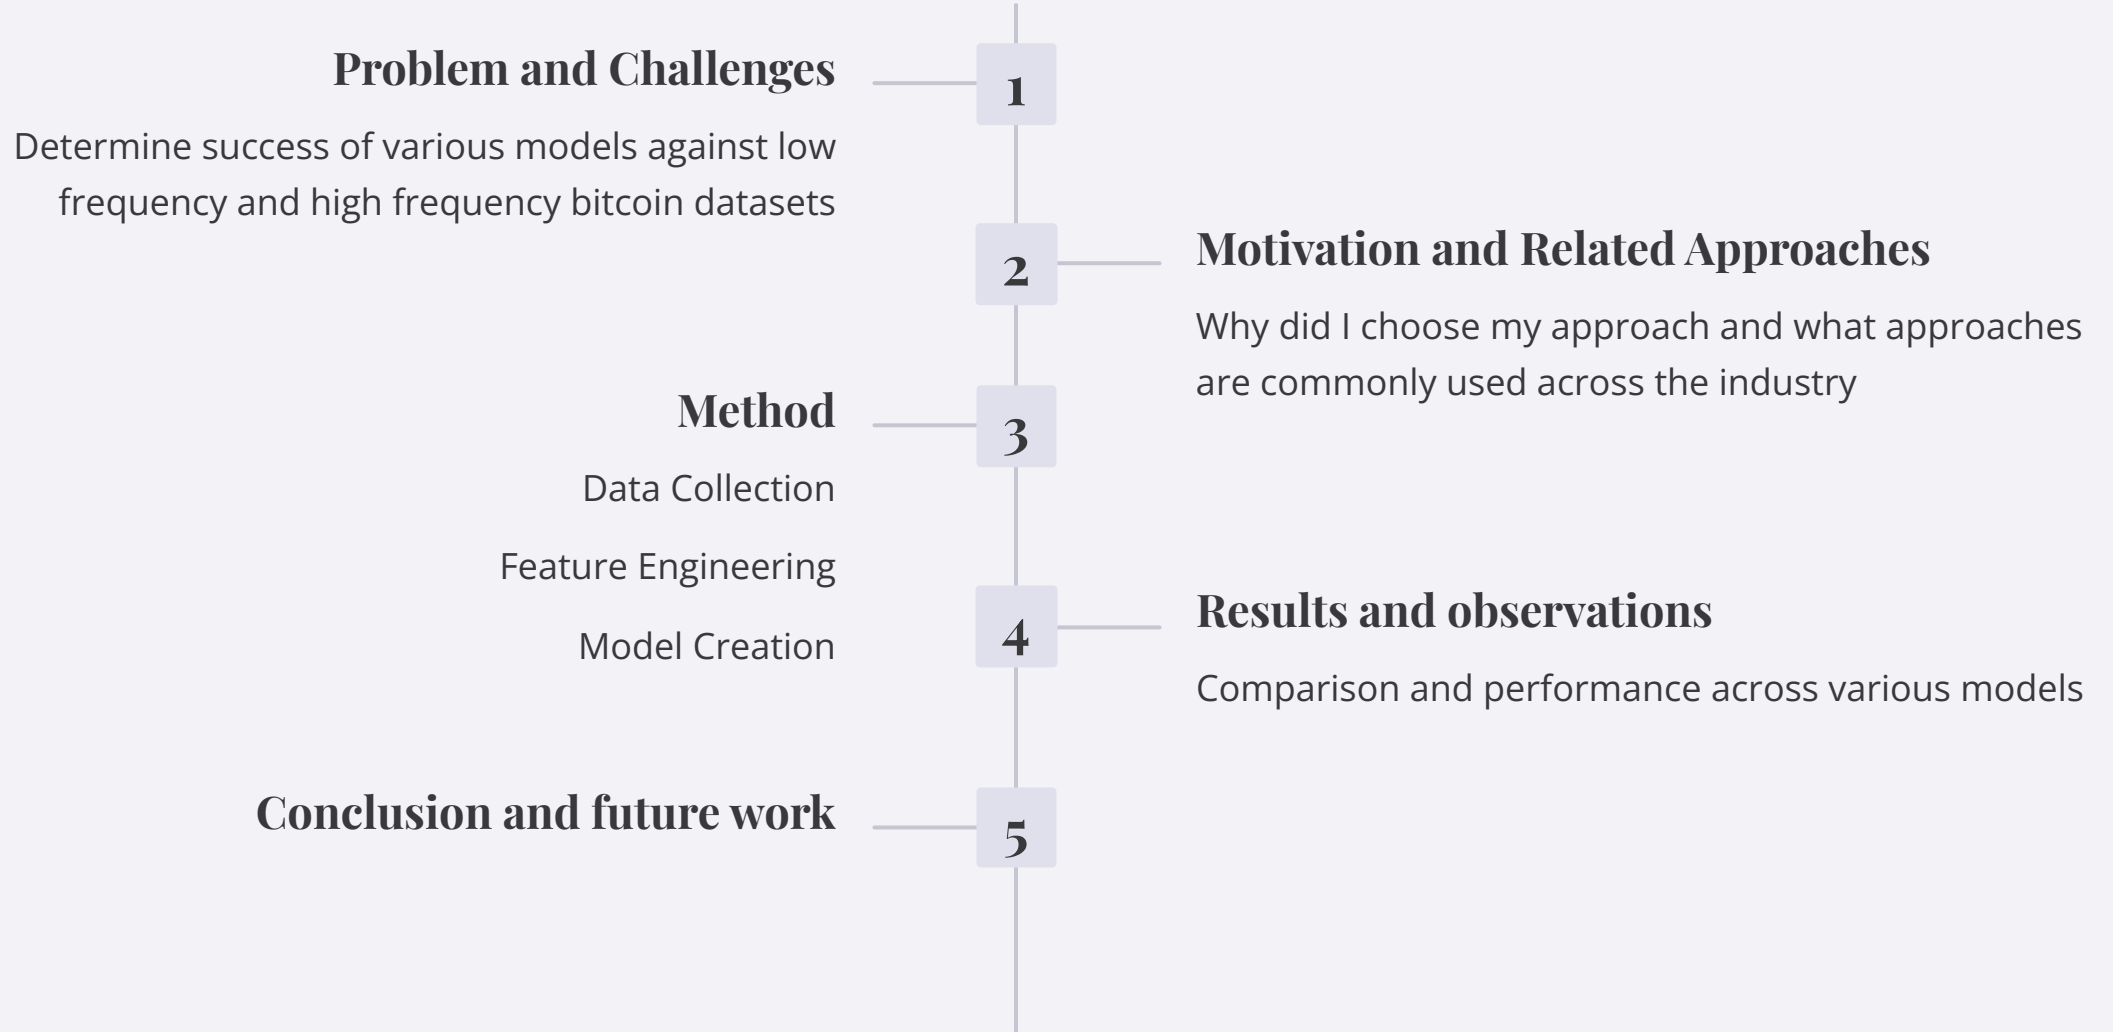 1
Problem and Challenges
Determine success of various models against low
frequency and high frequency bitcoin datasets
2
Motivation and Related Approaches
Why did I choose my approach and what approaches
are commonly used across the industry
3
Method
Data Collection
Feature Engineering
Model Creation
4
Results and observations
Comparison and performance across various models
5
Conclusion and future work